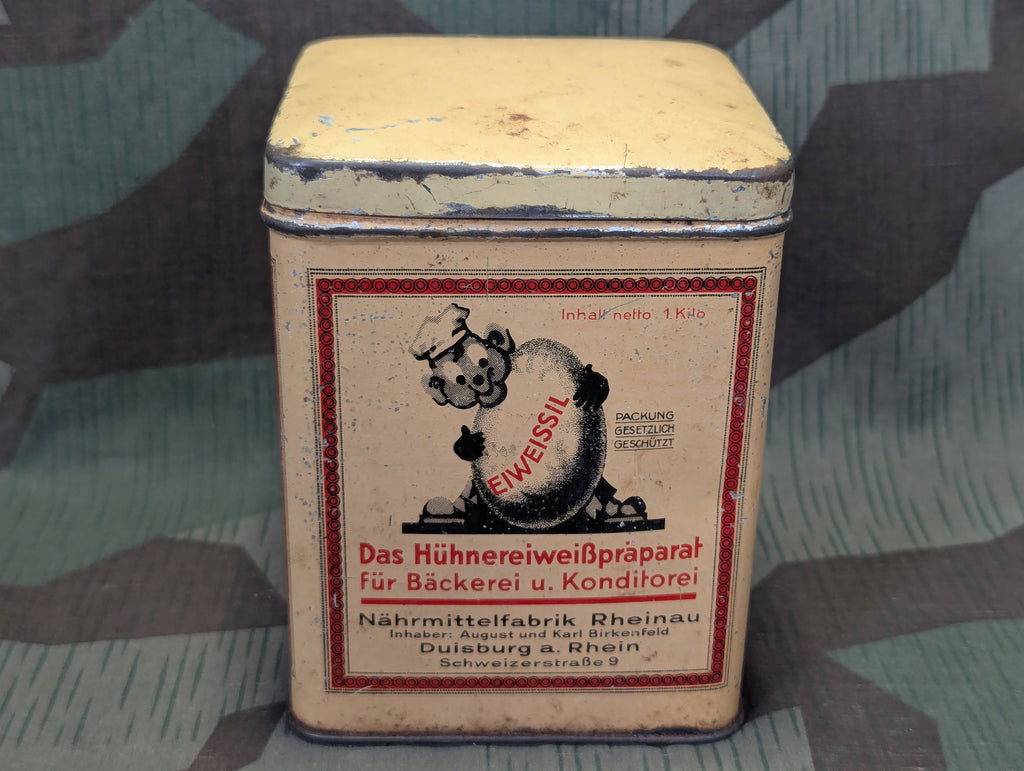 Inhalt netto 1 Kilo
EIWEISSIL
PACKUNG
GESETZLICH
GESCHÜTZT
Das Hühnereiweißpräparat
für Bäckerei u. Konditorei
Nährmittelfabrik Rheinau
Inhaber: August und Karl Birkenfeld
Duisburg a. Rhein
Schweizerstraße 9